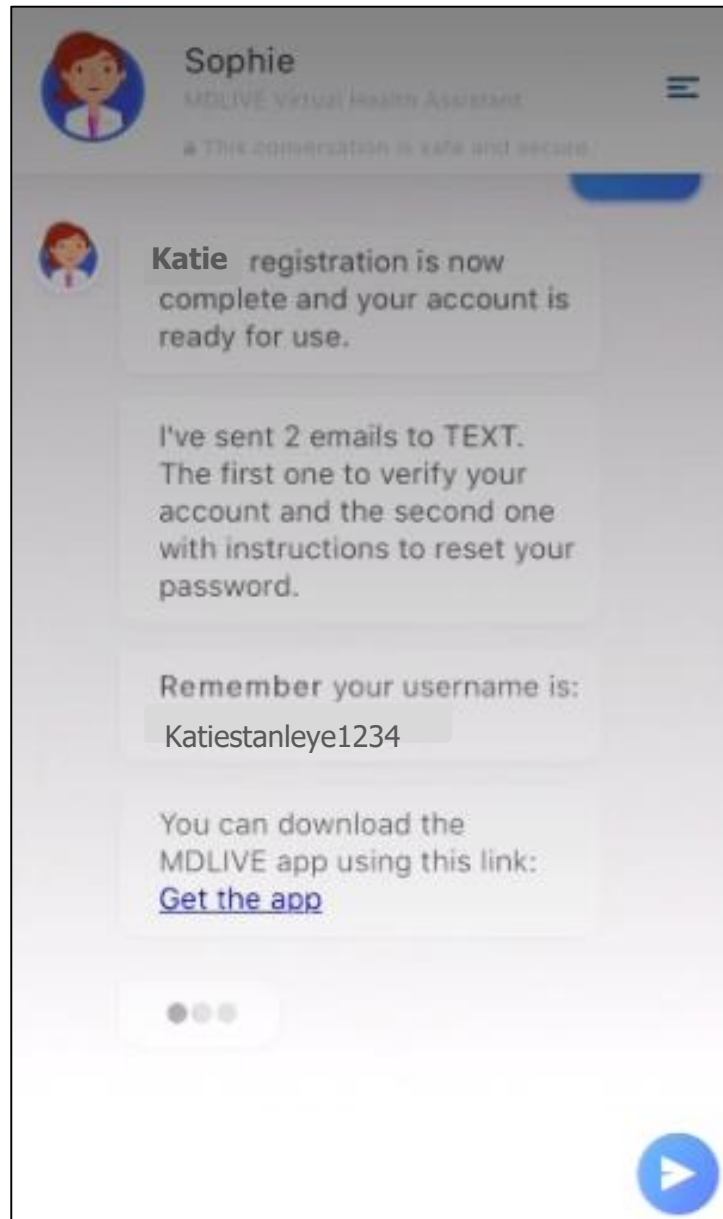 Sophie
MDLIVE Virtual Health Assistant
This conversation is safe and secure.
Katie registration is now
complete and your account is
ready for use.
I've sent 2 emails to TEXT.
The first one to verify your
account and the second one
with instructions to reset your
password.
Remember your username is:
Katiestanleye1234
You can download the
MDLIVE app using this link:
Get the app